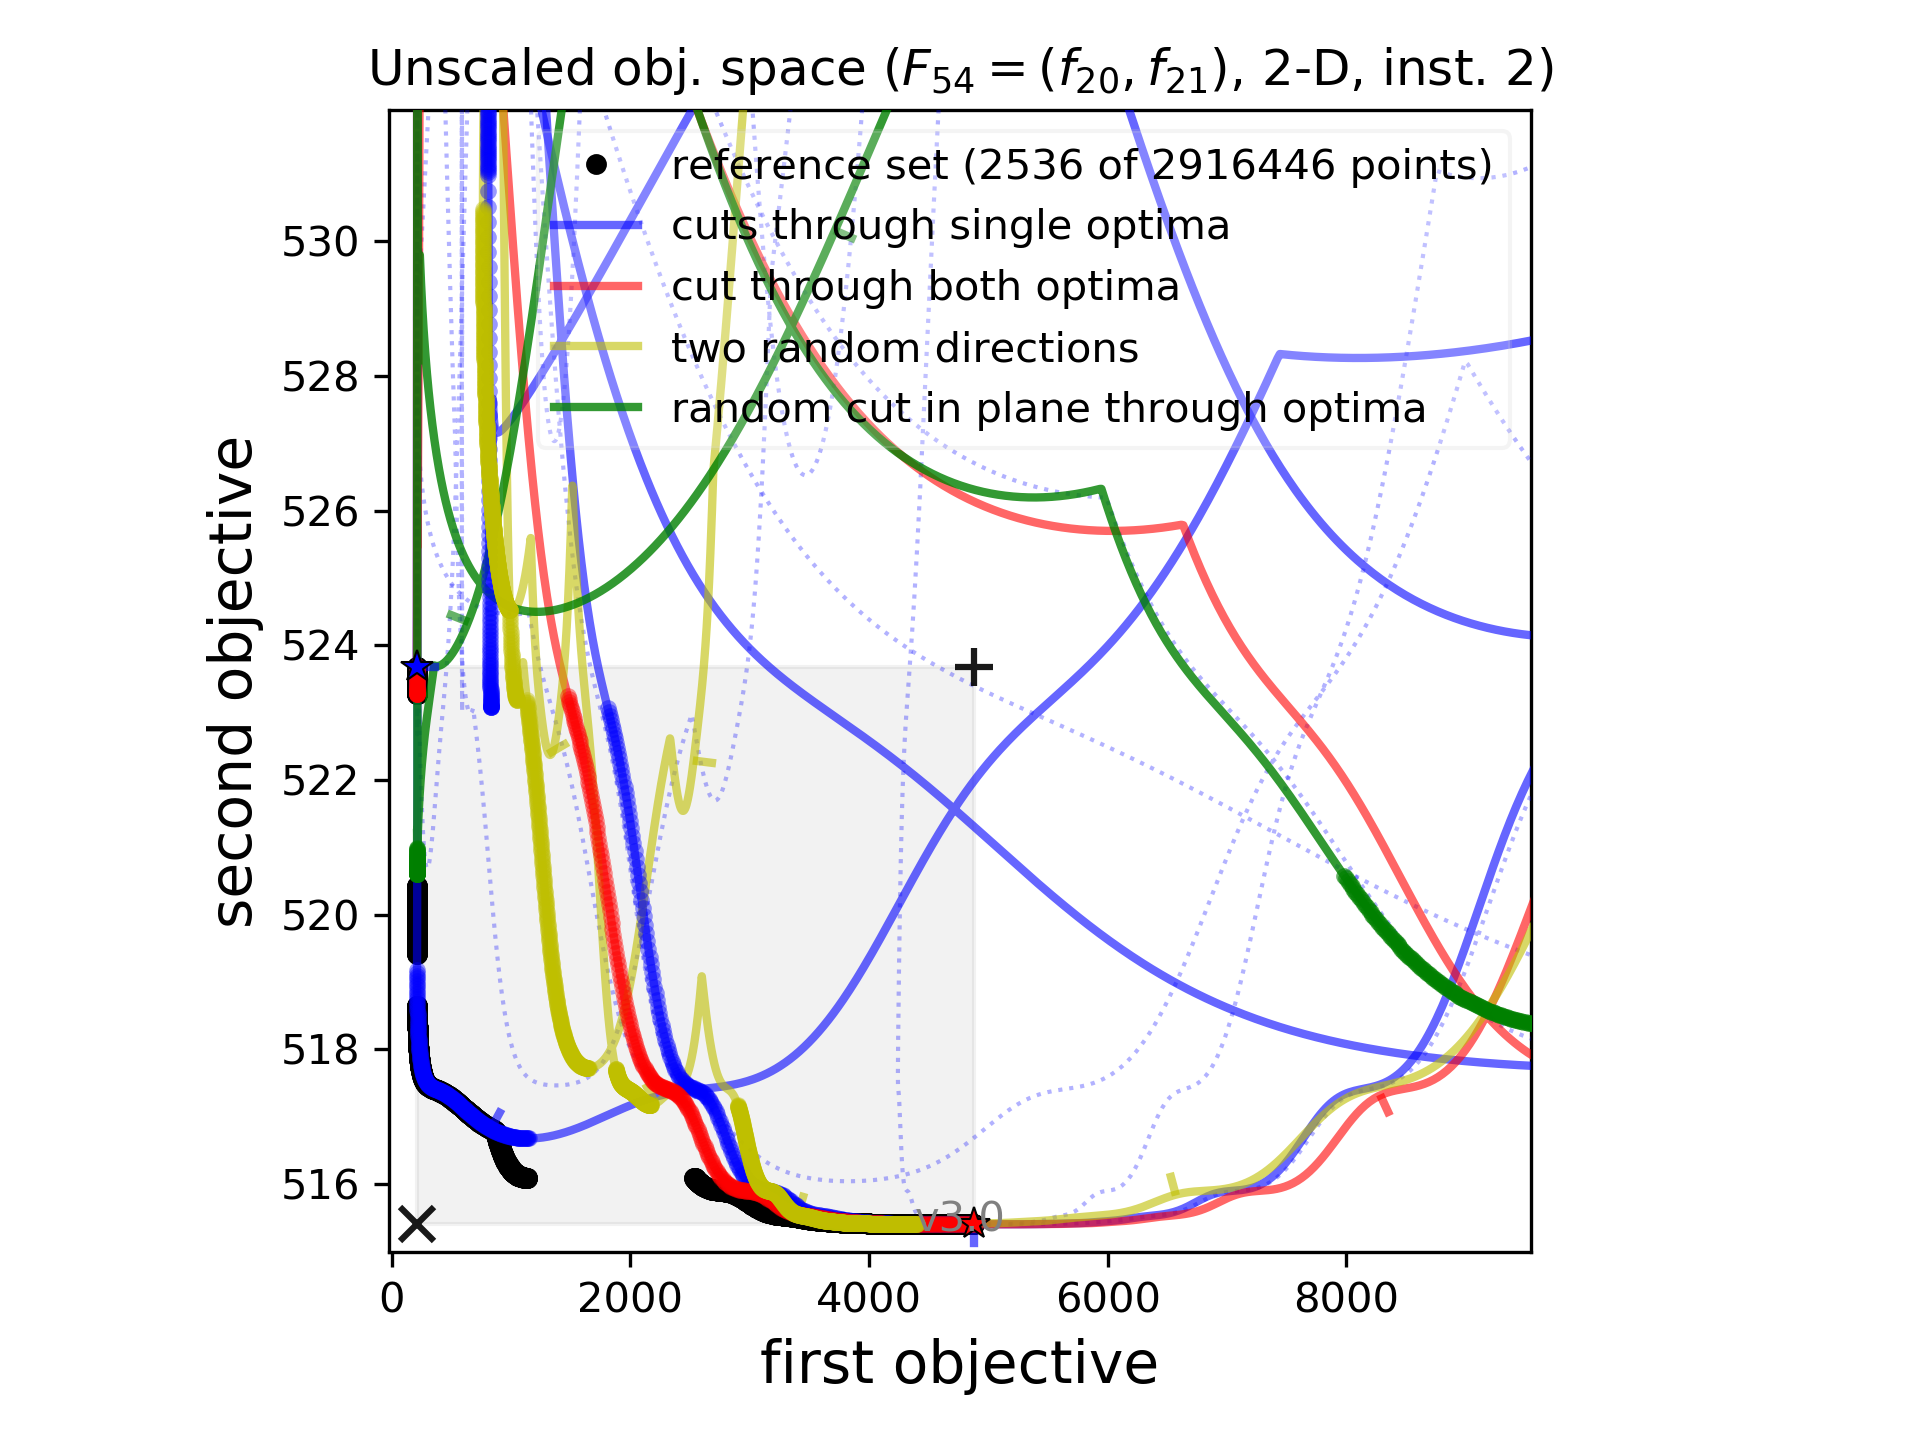 Unscaled obj. space (F54 = (f20, f21), 2-D, inst. 2)
reference set (2536 of 2916446 points)
cuts through single optima
cut through both optima
two random directions
random cut in plane through optima
530
528
526
524
522
520
518
516
second objective
v3.0
0 2000 4000 6000 8000
first objective